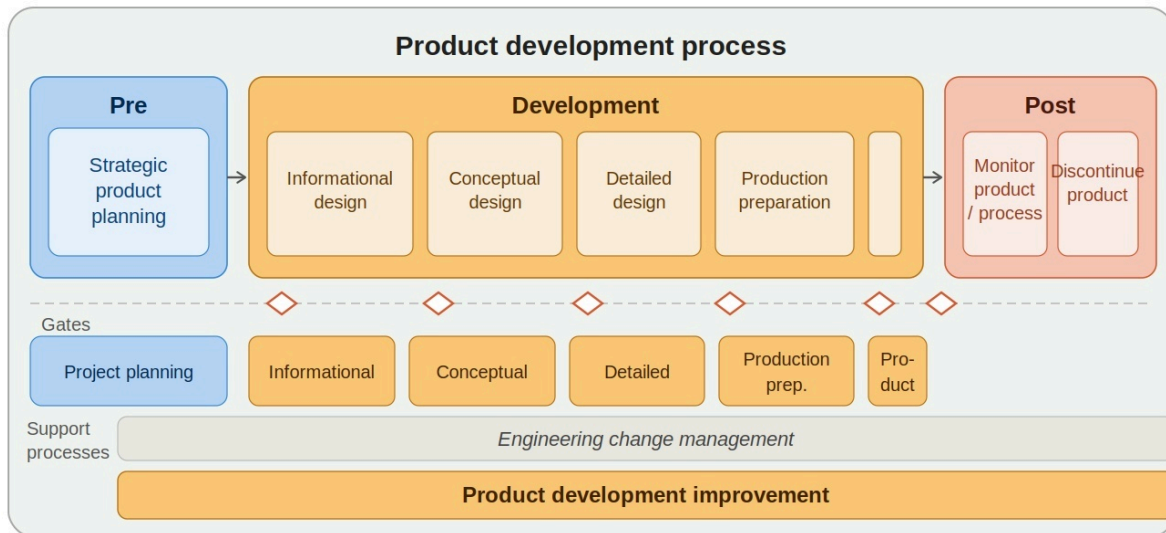 Product development process
Pre
Development
Post
Strategic
product
planning
Informational
design
Conceptual
design
Detailed
design
Production
preparation
Monitor
product
/ process
Discontinue
product
Gates
Project planning
Informational
Conceptual
Detailed
Production
prep.
Pro-
duct
Support
processes
Engineering change management
Product development improvement